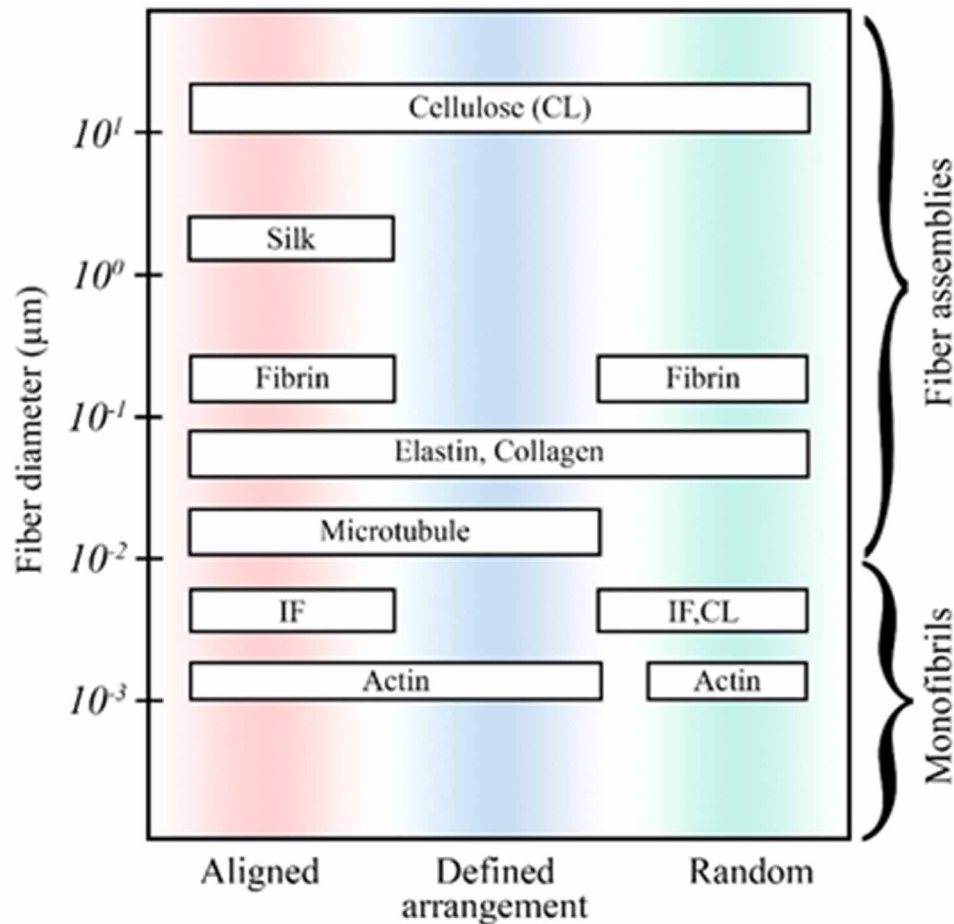 Cellulose (CL)
10¹
Silk
10⁰
Fibrin
Fibrin
10⁻¹
Elastin, Collagen
Microtubule
10⁻²
IF
IF,CL
Actin
Actin
10⁻³
Fiber diameter (µm)
Fiber assemblies
Monofibrils
Aligned
Defined
arrangement
Random